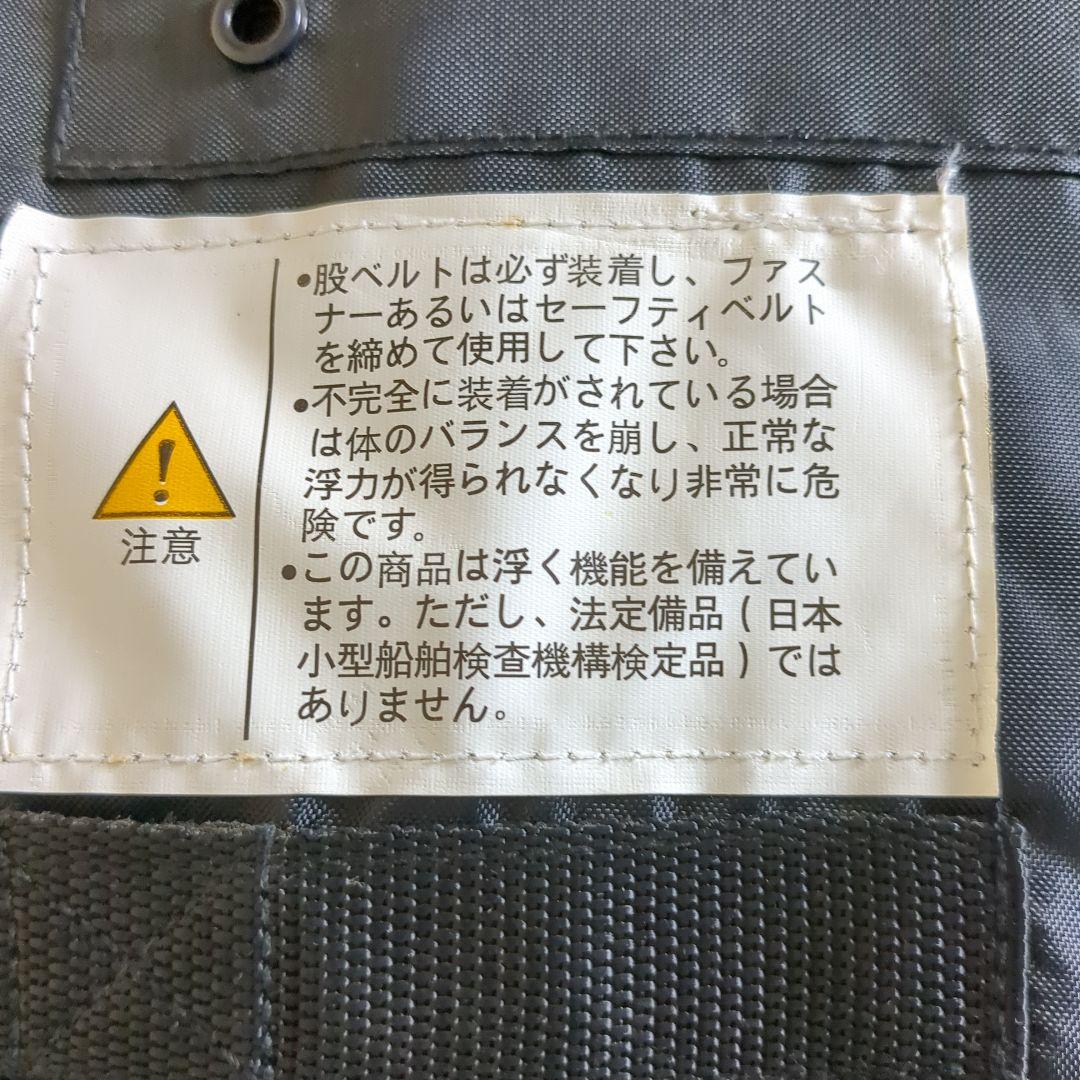 注意
•股ベルトは必ず装着し、ファス
ナーあるいはセーフティベルト
を締めて使用して下さい。
•不完全に装着がされている場合
は体のバランスを崩し、正常な
浮力が得られなくなり非常に危
険です。
•この商品は浮く機能を備えてい
ます。ただし、法定備品(日本
小型船舶検査機構検定品)では
ありません。